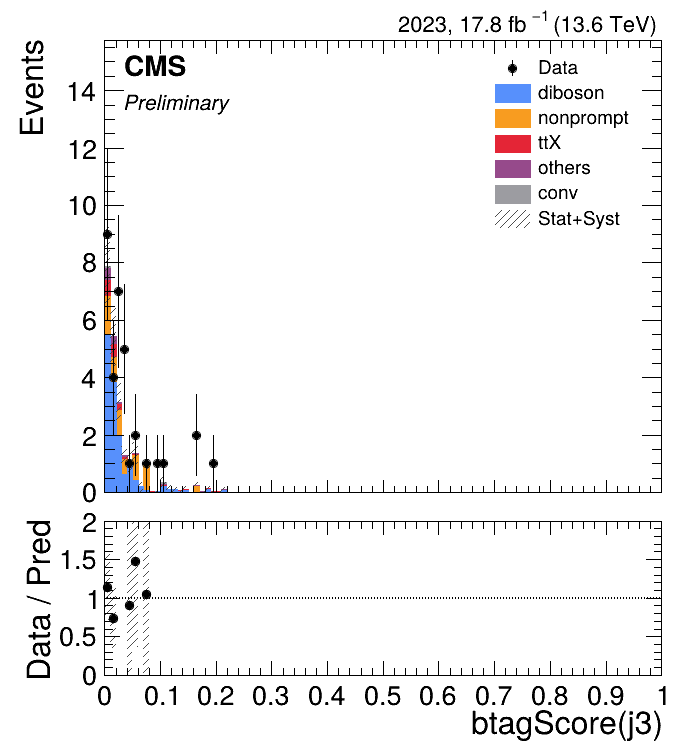 2023, 17.8 fb⁻¹ (13.6 TeV)
CMS
Preliminary
Events
14
12
10
8
6
4
2
0
Data
diboson
nonprompt
ttX
others
conv
Stat+Syst
Data / Pred
2
1.5
1
0.5
0
0 0.1 0.2 0.3 0.4 0.5 0.6 0.7 0.8 0.9 1
btagScore(j3)